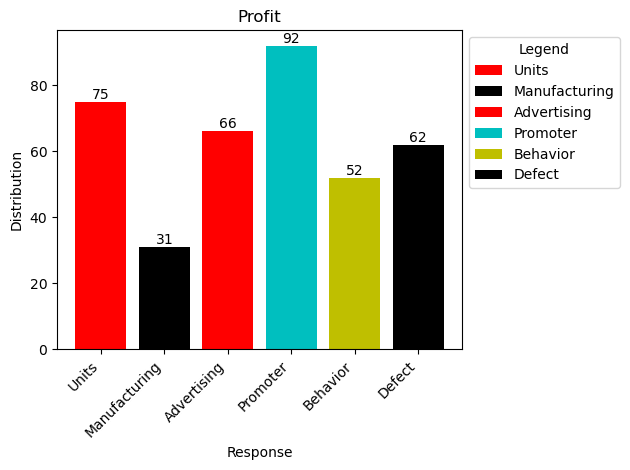 Profit
92
75
66
62
52
31
80
60
40
20
0
Distribution
Units
Manufacturing
Advertising
Promoter
Behavior
Defect
Response
Legend
Units
Manufacturing
Advertising
Promoter
Behavior
Defect